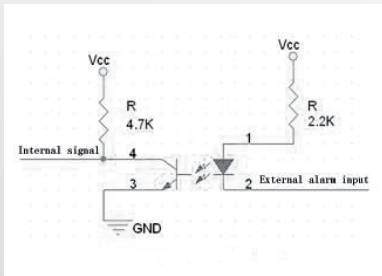 Vcc
Vcc
R
4.7K
R
2.2K
1
Internal signal
4
3
2
External alarm input
GND